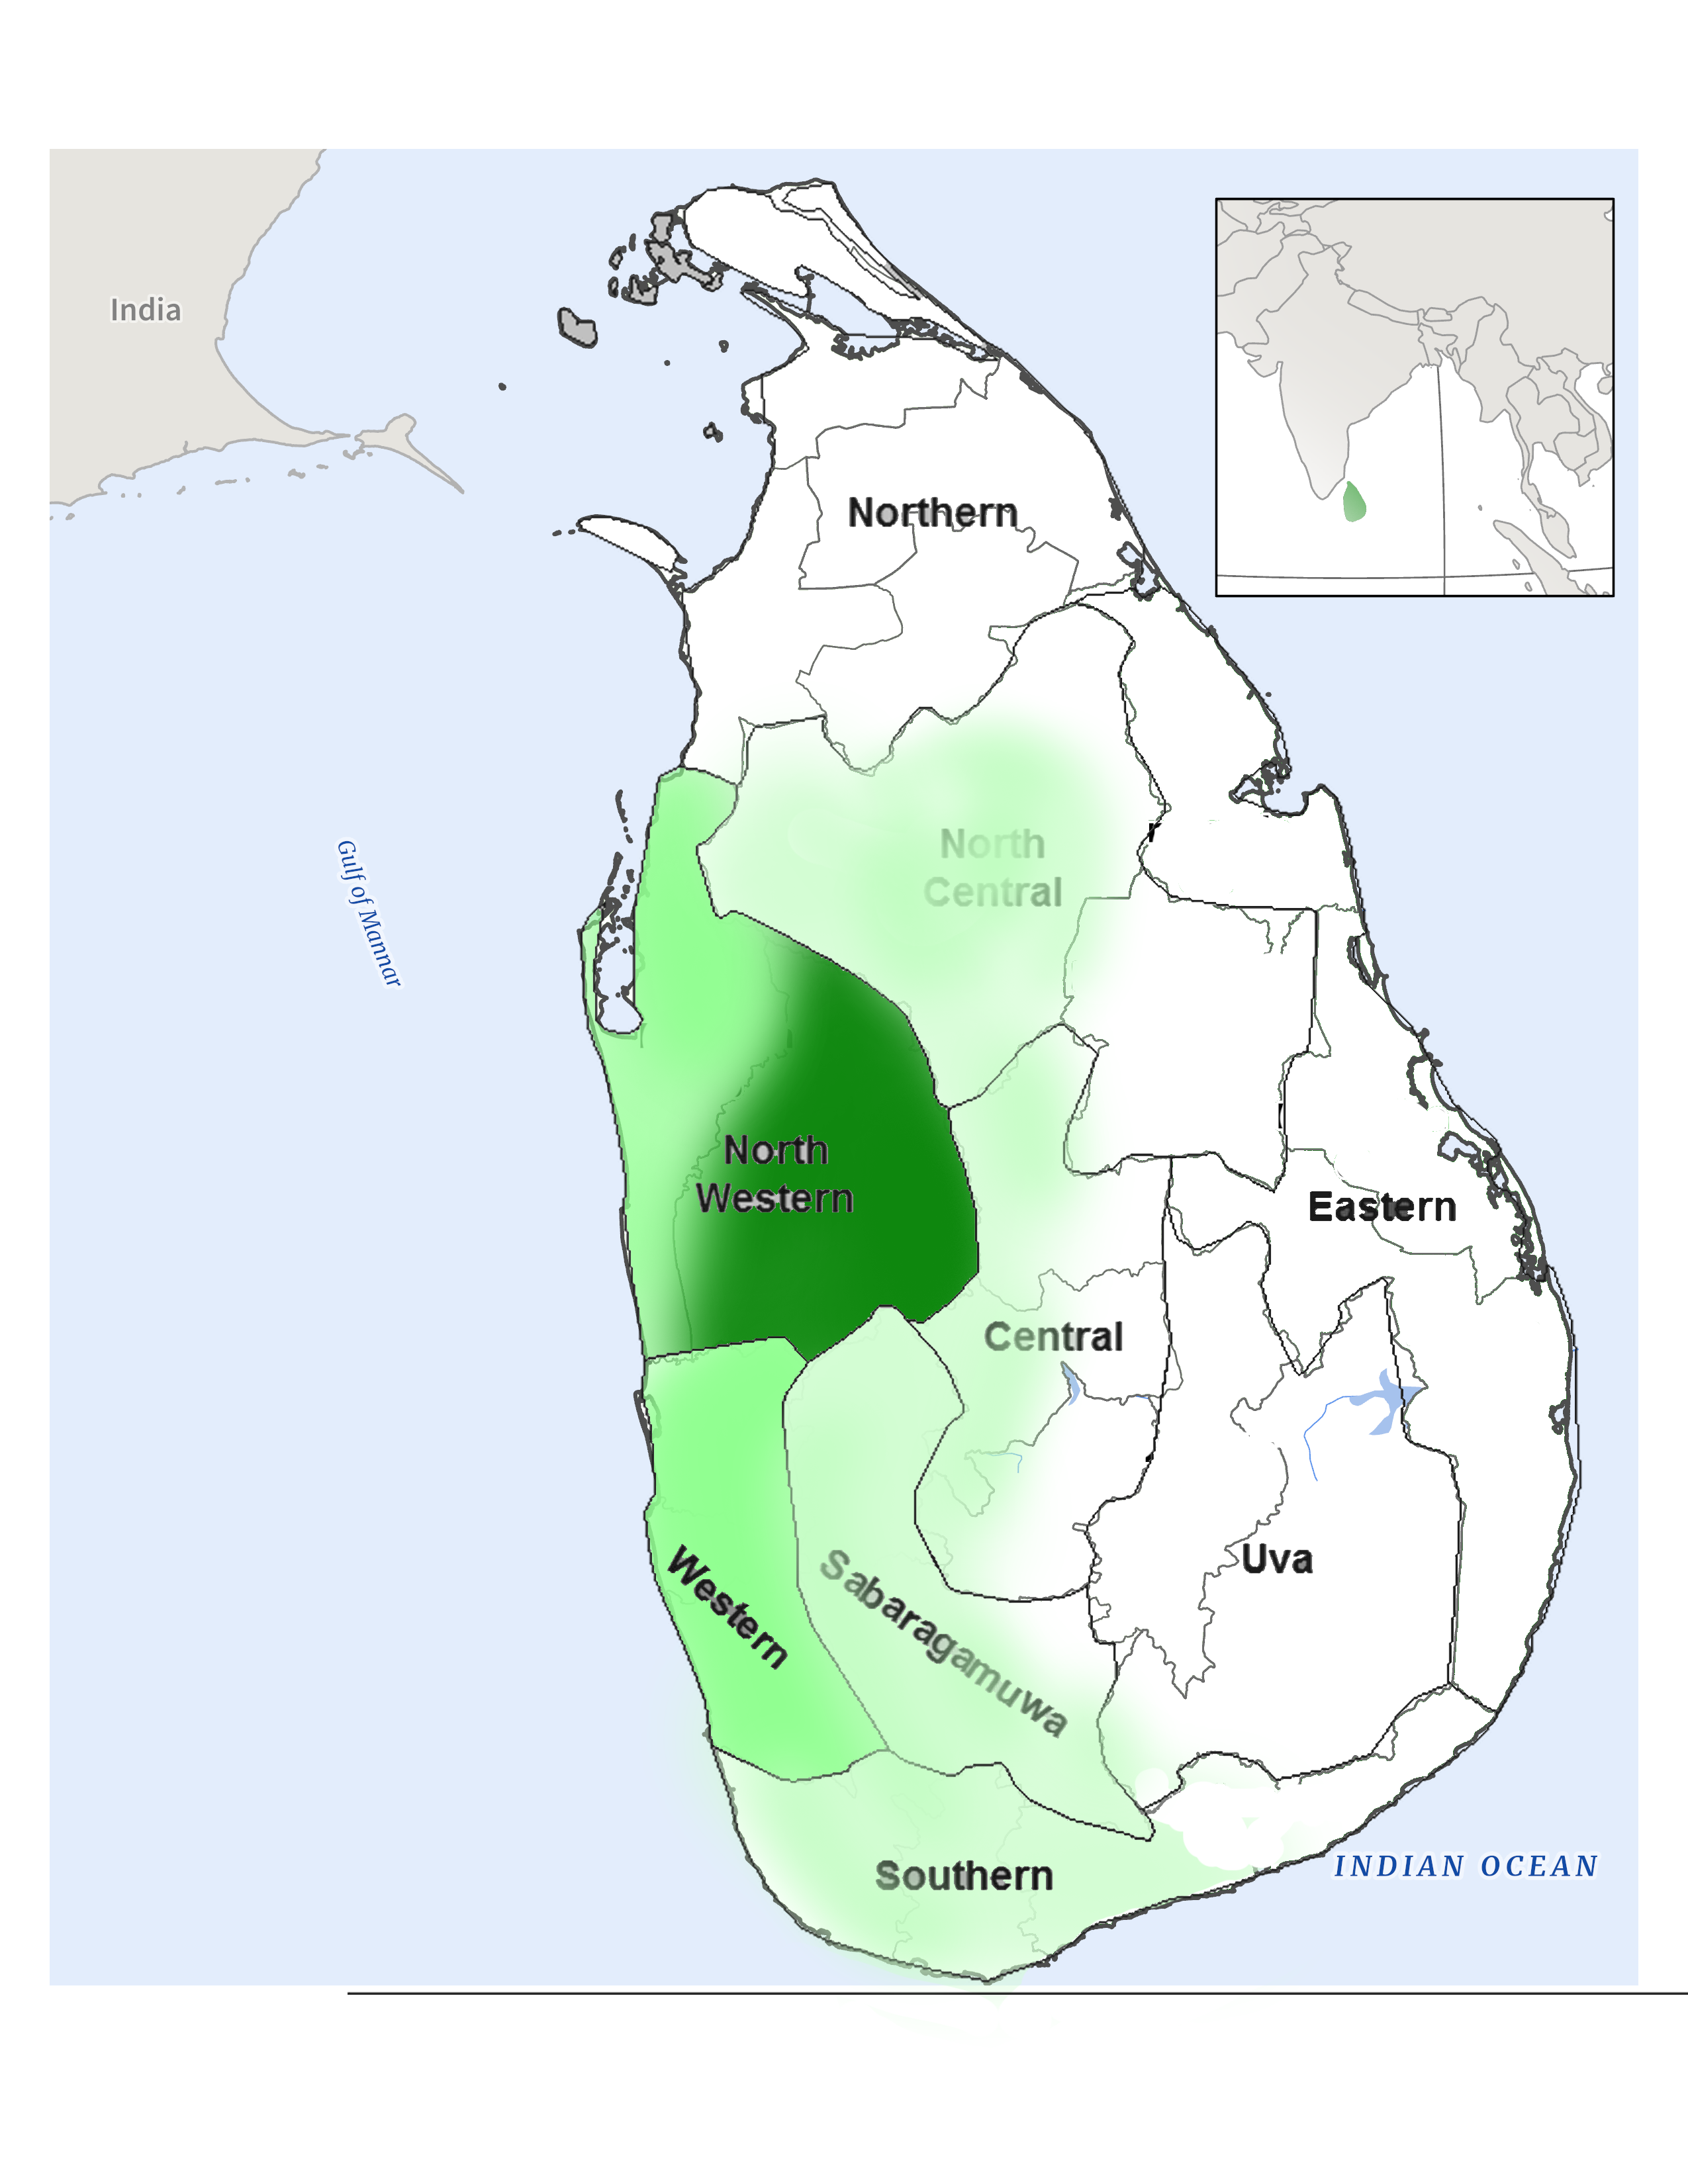 India
Northern
Gulf of Mannar
North
Central
North
Western
Eastern
Central
Western
Sabaragamuwa
Uva
Southern
INDIAN OCEAN